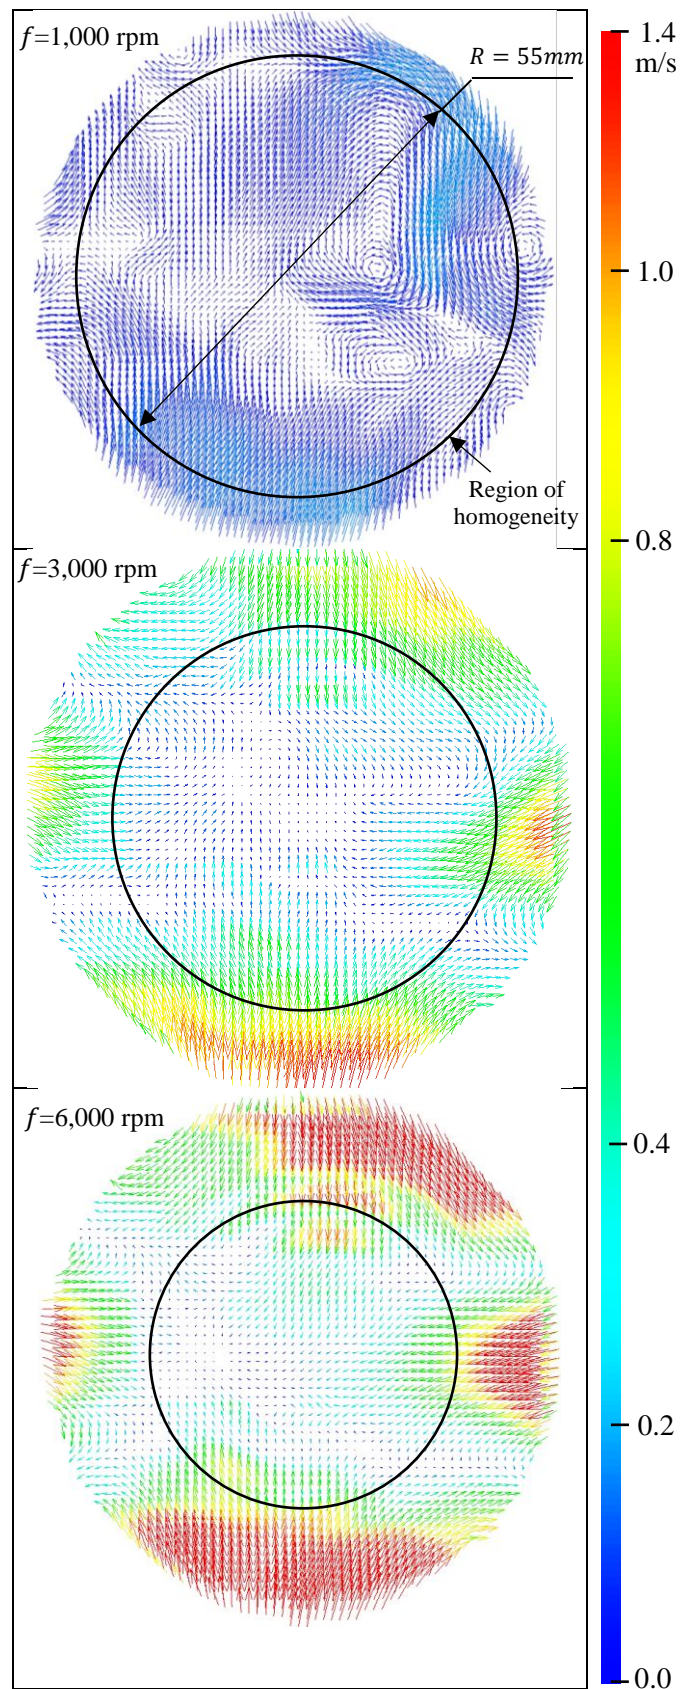 f=1,000 rpm
R = 55mm
Region of
homogeneity
f=3,000 rpm
f=6,000 rpm
1.4
m/s
1.0
0.8
0.4
0.2
0.0